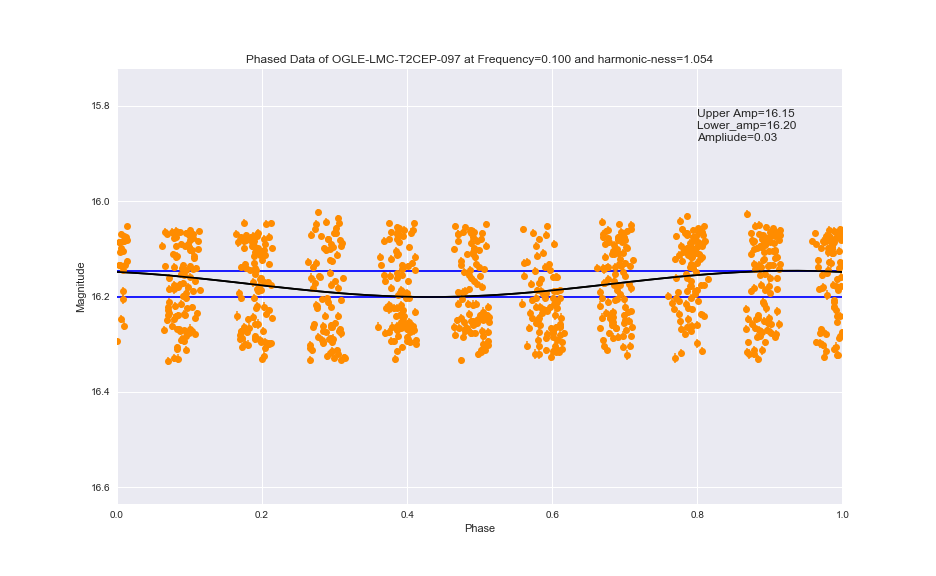 Phased Data of OGLE-LMC-T2CEP-097 at Frequency=0.100 and harmonic-ness=1.054
Upper Amp=16.15
Lower_amp=16.20
Ampliude=0.03
15.8
16.0
16.2
16.4
16.6
Magnitude
0.0
0.2
0.4
0.6
0.8
1.0
Phase